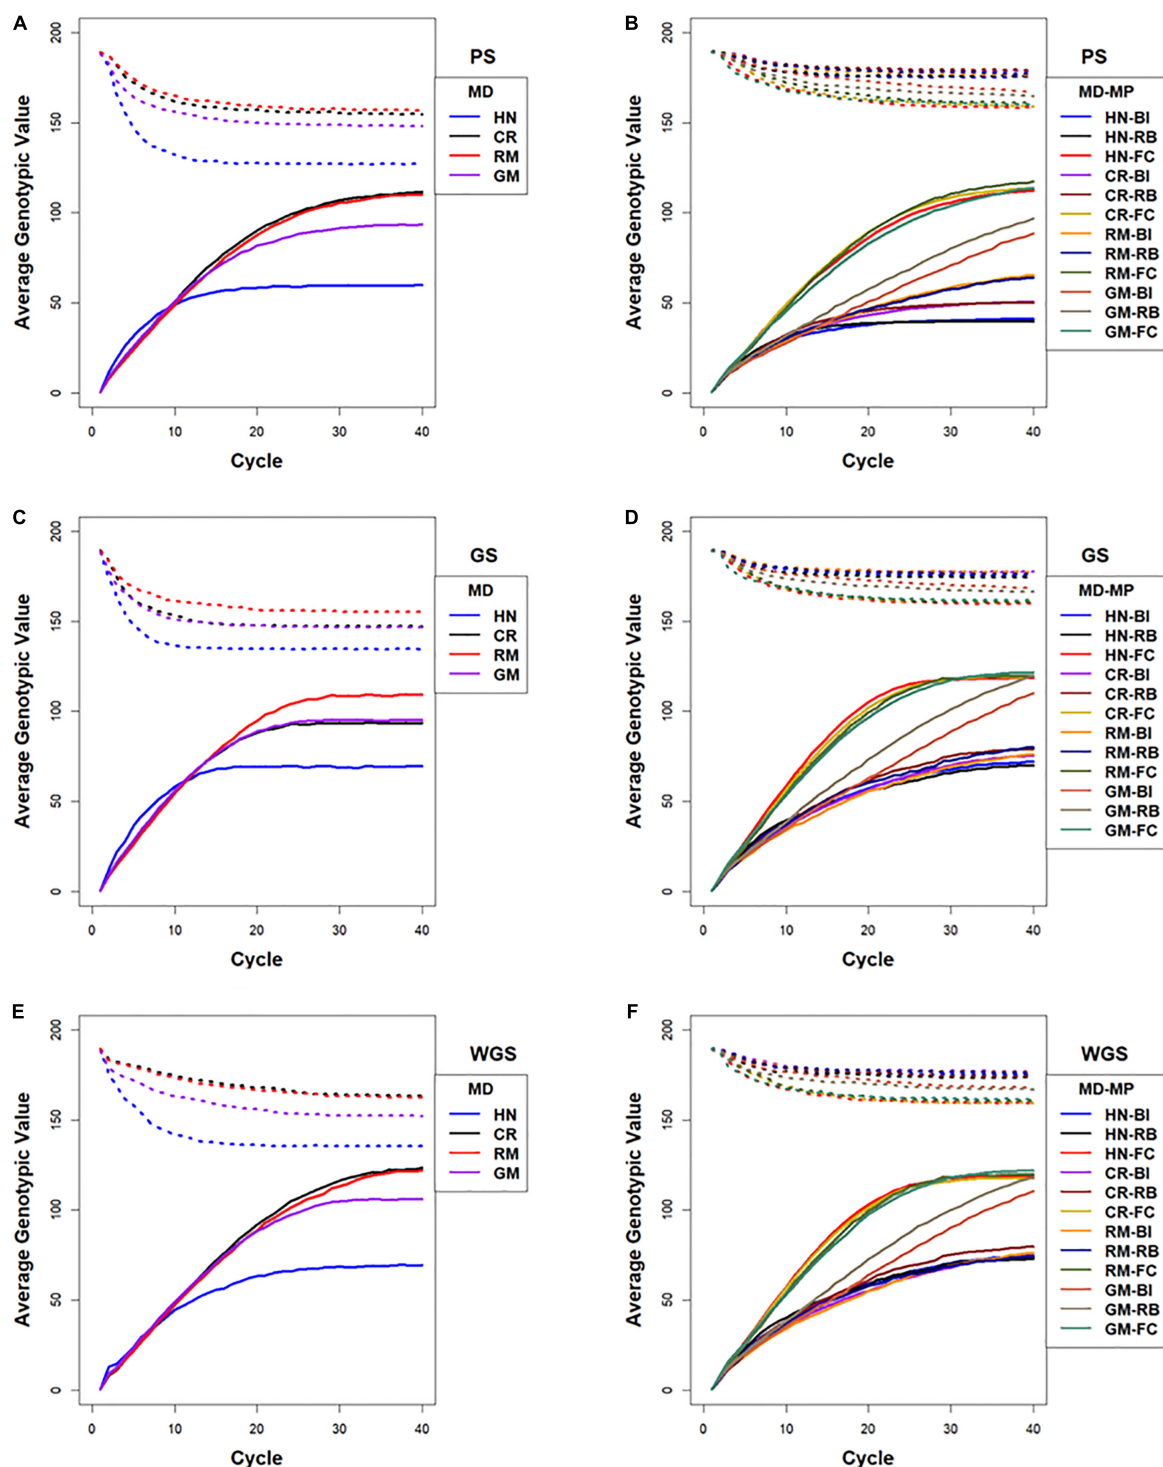 A
PS
MD
HN
CR
RM
GM
Average Genotypic Value
0
50
100
150
200
0
10
20
30
40
Cycle
B
PS
MD-MP
HN-BI
HN-RB
HN-FC
CR-BI
CR-RB
CR-FC
RM-BI
RM-RB
RM-FC
GM-BI
GM-RB
GM-FC
Average Genotypic Value
0
50
100
150
200
0
10
20
30
40
Cycle
C
GS
MD
HN
CR
RM
GM
Average Genotypic Value
0
50
100
150
200
0
10
20
30
40
Cycle
D
GS
MD-MP
HN-BI
HN-RB
HN-FC
CR-BI
CR-RB
CR-FC
RM-BI
RM-RB
RM-FC
GM-BI
GM-RB
GM-FC
Average Genotypic Value
0
50
100
150
200
0
10
20
30
40
Cycle
E
WGS
MD
HN
CR
RM
GM
Average Genotypic Value
0
50
100
150
200
0
10
20
30
40
Cycle
F
WGS
MD-MP
HN-BI
HN-RB
HN-FC
CR-BI
CR-RB
CR-FC
RM-BI
RM-RB
RM-FC
GM-BI
GM-RB
GM-FC
Average Genotypic Value
0
50
100
150
200
0
10
20
30
40
Cycle